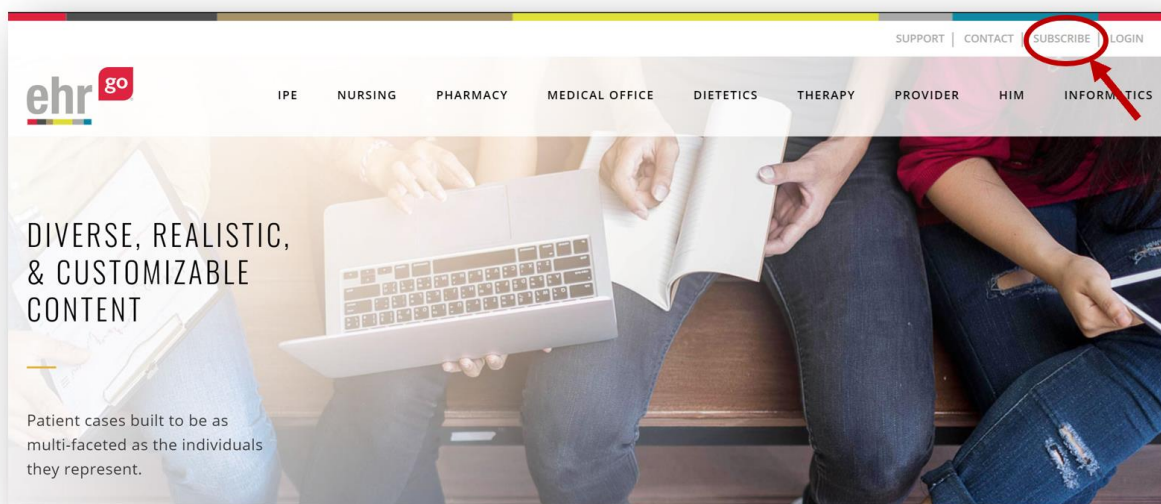 SUPPORT | CONTACT | SUBSCRIBE | LOGIN
ehr go
IPE NURSING PHARMACY MEDICAL OFFICE DIETETICS THERAPY PROVIDER HIM INFORMATICS
DIVERSE, REALISTIC,
& CUSTOMIZABLE
CONTENT
Patient cases built to be as
multi-faceted as the individuals
they represent.